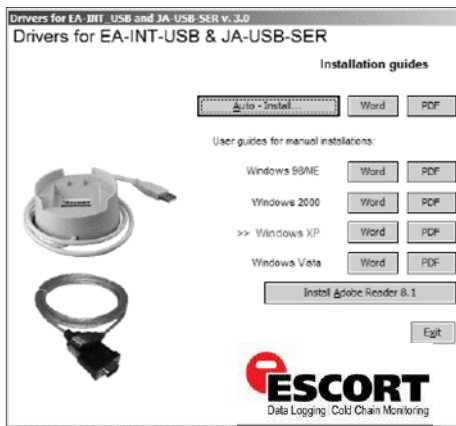 Drivers for EA-INT_USB and JA-USB-SER v. 3.0
Drivers for EA-INT-USB & JA-USB-SER
Installation guides
Auto - Install... Word PDF
User guides for manual installations:
Windows 98/ME Word PDF
Windows 2000 Word PDF
>> Windows XP Word PDF
Windows Vista Word PDF
Install Adobe Reader 8.1
Exit
ESCORT
Data Logging Cold Chain Monitoring